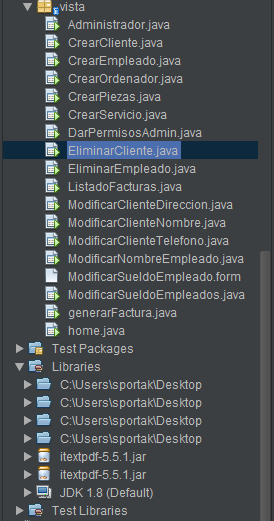 vista
Administrador.java
CrearCliente.java
CrearEmpleado.java
CrearOrdenador.java
CrearPiezas.java
CrearServicio.java
DarPermisosAdmin.java
EliminarCliente.java
EliminarEmpleado.java
ListadoFacturas.java
ModificarClienteDireccion.java
ModificarClienteNombre.java
ModificarClienteTelefono.java
ModificarNombreEmpleado.java
ModificarSueldoEmpleado.form
ModificarSueldoEmpleados.java
generarFactura.java
home.java
Test Packages
Libraries
C:\Users\sportak\Desktop
C:\Users\sportak\Desktop
C:\Users\sportak\Desktop
C:\Users\sportak\Desktop
itextpdf-5.5.1.jar
itextpdf-5.5.1.jar
JDK 1.8 (Default)
Test Libraries